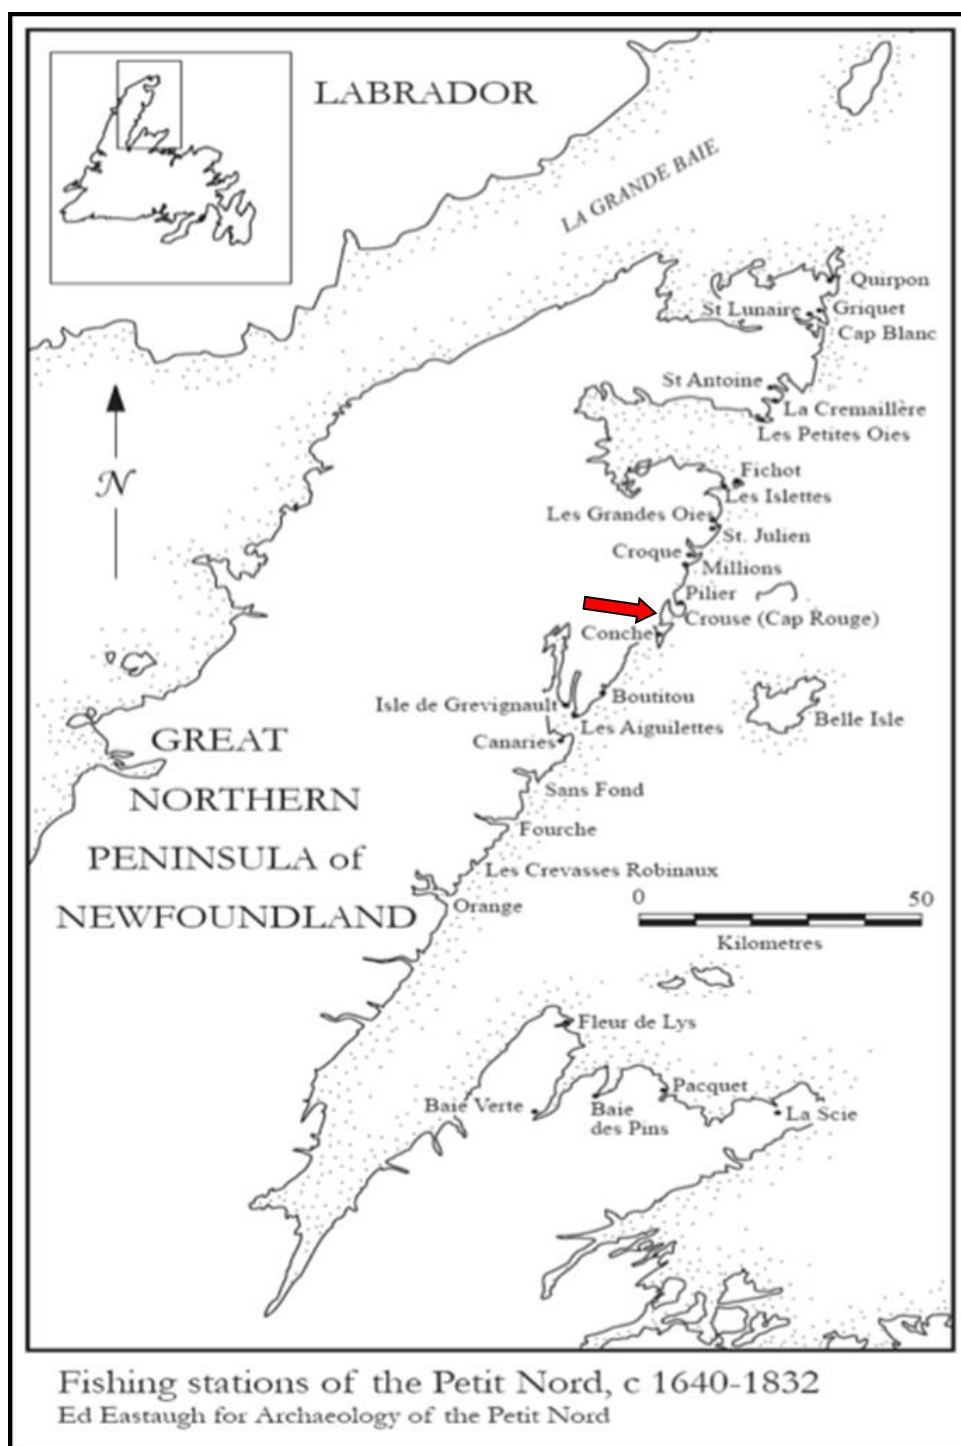 LABRADOR
LA GRANDE BAIE
Quirpon
St Lunaire
Griquet
Cap Blanc
St Antoine
La Cremaillère
Les Petites Oies
Fichot
Les Islettes
Les Grandes Oies
St. Julien
Croque
Millions
Pilier
Crouse (Cap Rouge)
Conche
N
Boutitou
Isle de Grevignault
Belle Isle
Les Aiguilettes
Canaries
GREAT
NORTHERN
PENINSULA of
NEWFOUNDLAND
Sans Fond
Fourche
Les Crevasses Robinaux
Orange
0 50
Kilometres
Fleur de Lys
Pacquet
Baie Verte
Baie
des Pins
La Scie
Fishing stations of the Petit Nord, c 1640-1832
Ed Eastaugh for Archaeology of the Petit Nord